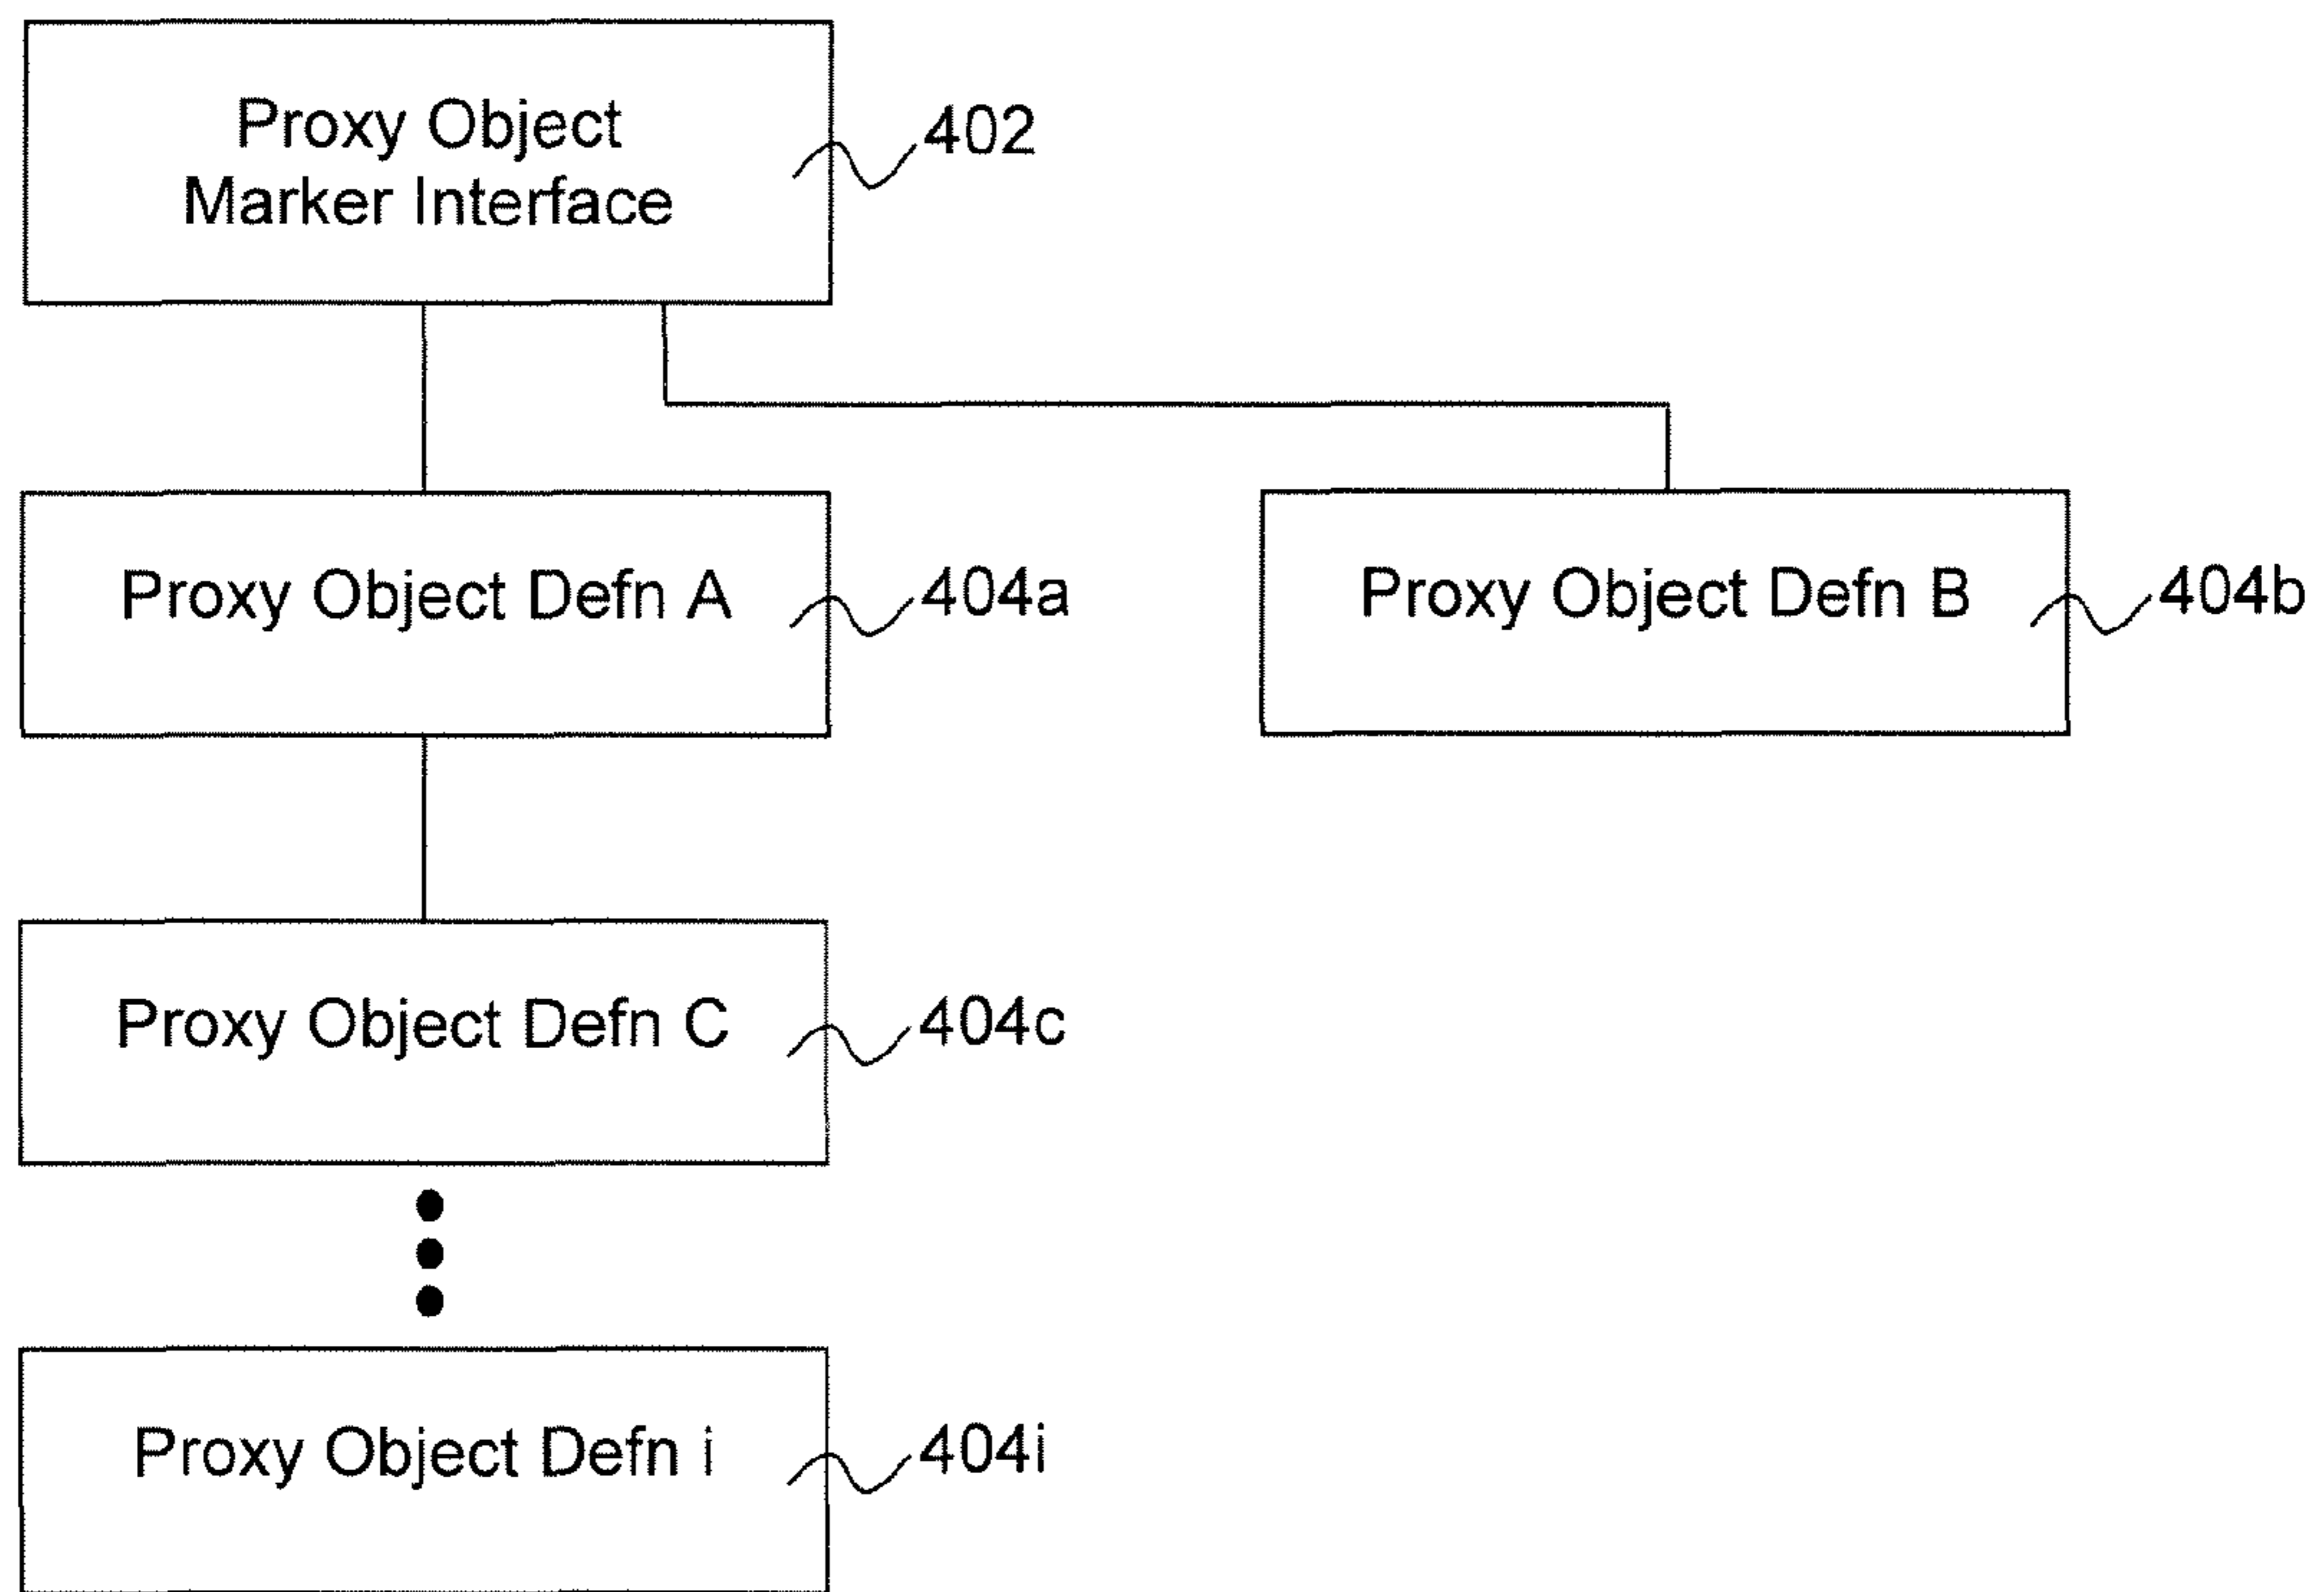 Proxy Object
Marker Interface
402
Proxy Object Defn A
404a
Proxy Object Defn B
404b
Proxy Object Defn C
404c
Proxy Object Defn i
404i